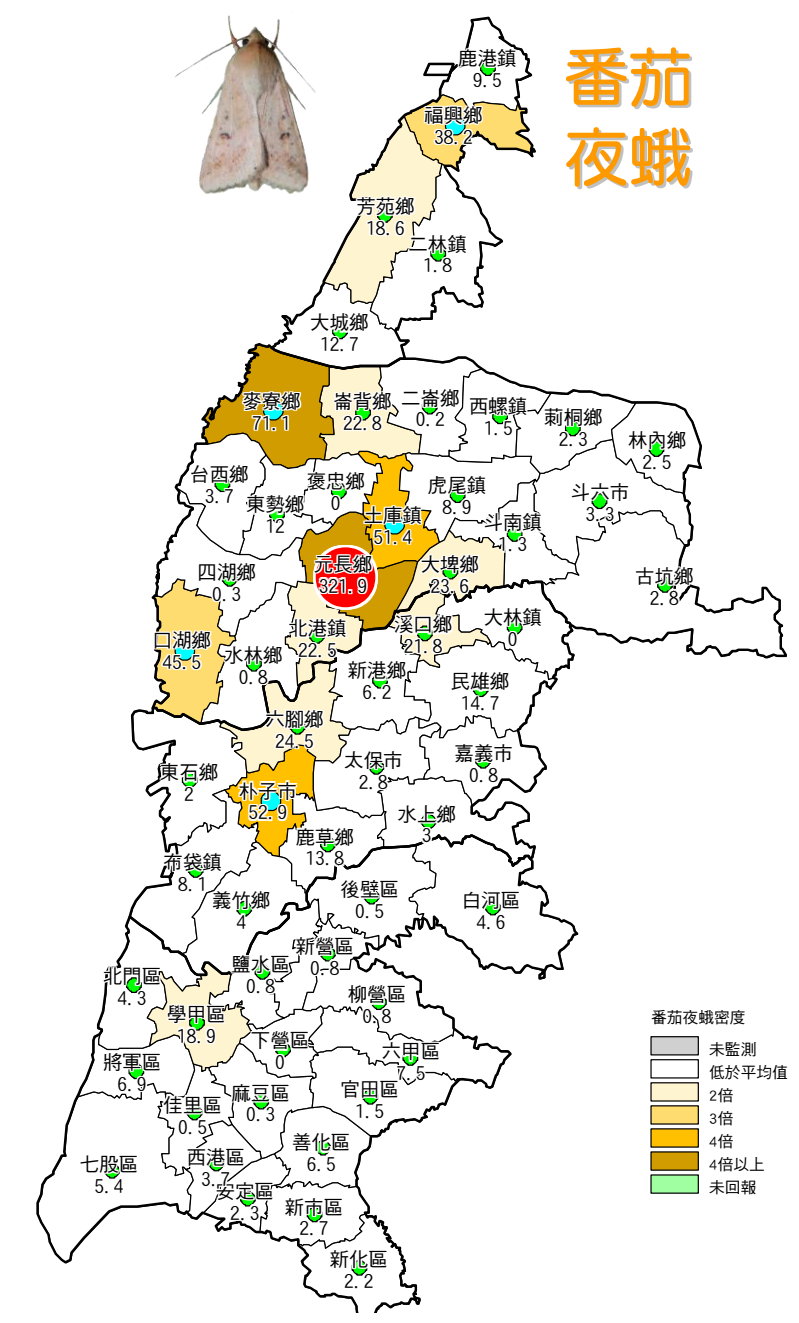 番茄
夜蛾
鹿港鎮
9.5
福興鄉
38.2
芳苑鄉
18.6
二林鎮
1.8
大城鄉
12.7
麥寮鄉
71.1
崙背鄉
22.8
二崙鄉
0.2
西螺鎮
1.5
莿桐鄉
2.3
林內鄉
2.5
台西鄉
3.7
東勢鄉
12
褒忠鄉
0
土庫鎮
51.4
虎尾鎮
8.9
斗南鎮
1.3
斗六市
3.3
四湖鄉
0.3
元長鄉
321.9
大埤鄉
23.6
古坑鄉
2.8
口湖鄉
45.5
水林鄉
0.8
北港鎮
22.5
溪口鄉
21.8
大林鎮
0
新港鄉
6.2
民雄鄉
14.7
六腳鄉
24.5
東石鄉
2
朴子市
52.9
太保市
2.8
嘉義市
0.8
鹿草鄉
13.8
水上鄉
3
布袋鎮
8.1
義竹鄉
4
後壁區
0.5
白河區
4.6
北門區
4.3
鹽水區
0.8
新營區
0.8
柳營區
0.8
學甲區
18.9
下營區
0
六甲區
7.5
將軍區
6.9
佳里區
0.5
麻豆區
0.3
官田區
1.5
七股區
5.4
西港區
3.7
善化區
6.5
安定區
2.3
新市區
2.7
新化區
2.2
番茄夜蛾密度
未監測
低於平均值
2倍
3倍
4倍
4倍以上
未回報